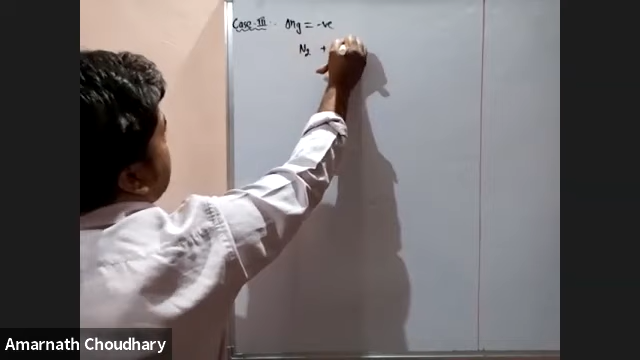 Case-III :- Δng = -ve
N2 +
Amarnath Choudhary